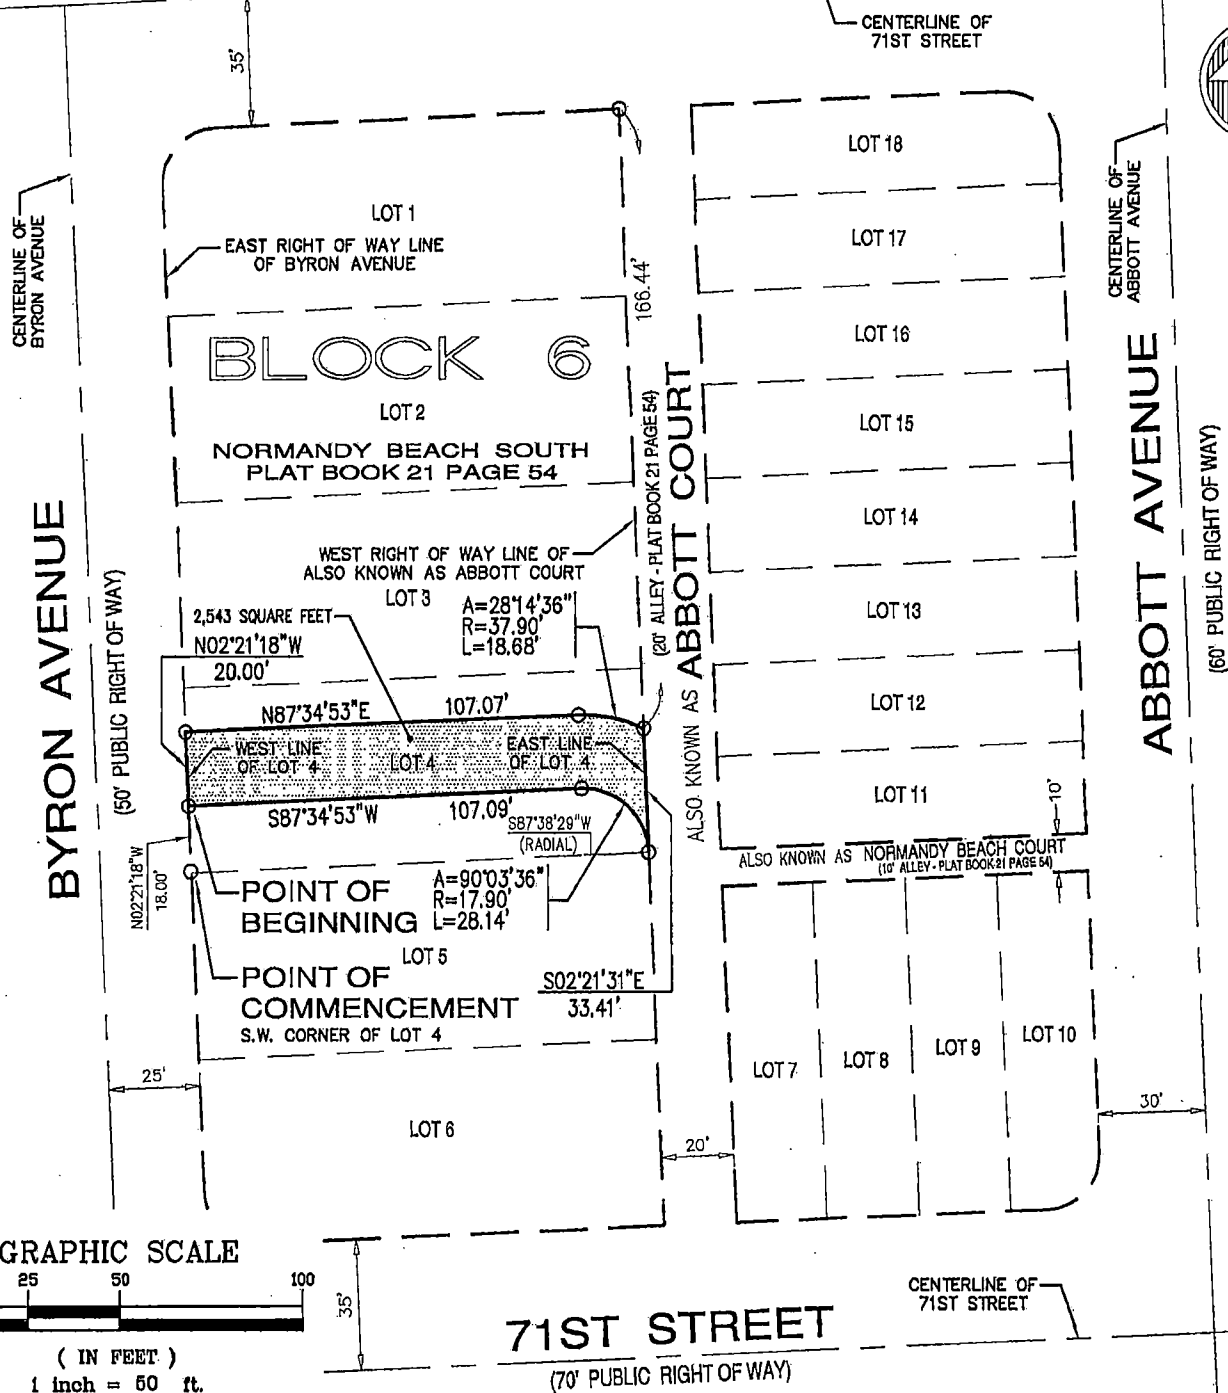 CENTERLINE OF
71ST STREET
35'
LOT 18
CENTERLINE OF
ABBOTT AVENUE
LOT 1
EAST RIGHT OF WAY LINE
OF BYRON AVENUE
CENTERLINE OF
BYRON AVENUE
LOT 17
166.44'
BLOCK 6
LOT 16
LOT 2
NORMANDY BEACH SOUTH
PLAT BOOK 21 PAGE 54
LOT 15
(20' ALLEY - PLAT BOOK 21 PAGE 54)
ALSO KNOWN AS ABBOTT COURT
ABBOTT AVENUE
(60' PUBLIC RIGHT OF WAY)
LOT 14
BYRON AVENUE
(50' PUBLIC RIGHT OF WAY)
WEST RIGHT OF WAY LINE OF
ALSO KNOWN AS ABBOTT COURT
LOT 3
A=28°14'36"
R=37.90'
L=18.68'
2,543 SQUARE FEET
N02°21'18"W
20.00'
LOT 13
N87°34'53"E 107.07'
LOT 12
WEST LINE
OF LOT 4
LOT 4
EAST LINE
OF LOT 4
LOT 11
10'
S87°34'53"W 107.09'
S87°38'29"W
(RADIAL)
ALSO KNOWN AS NORMANDY BEACH COURT
(10' ALLEY - PLAT BOOK 21 PAGE 54)
N02°21'18"W
18.00'
POINT OF
BEGINNING
A=90°03'36"
R=17.90'
L=28.14'
LOT 5
POINT OF
COMMENCEMENT
S.W. CORNER OF LOT 4
S02°21'31"E
33.41'
LOT 7
LOT 8
LOT 9
LOT 10
25'
LOT 6
20'
30'
GRAPHIC SCALE
25 50 100
( IN FEET )
1 inch = 50 ft.
35'
71ST STREET
(70' PUBLIC RIGHT OF WAY)
CENTERLINE OF
71ST STREET